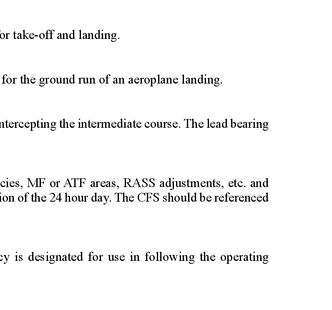 or take-off and landing.
for the ground run of an aeroplane landing.
ntercepting the intermediate course. The lead bearing
cies, MF or ATF areas, RASS adjustments, etc. and
ion of the 24 hour day. The CFS should be referenced
cy is designated for use in following the operating